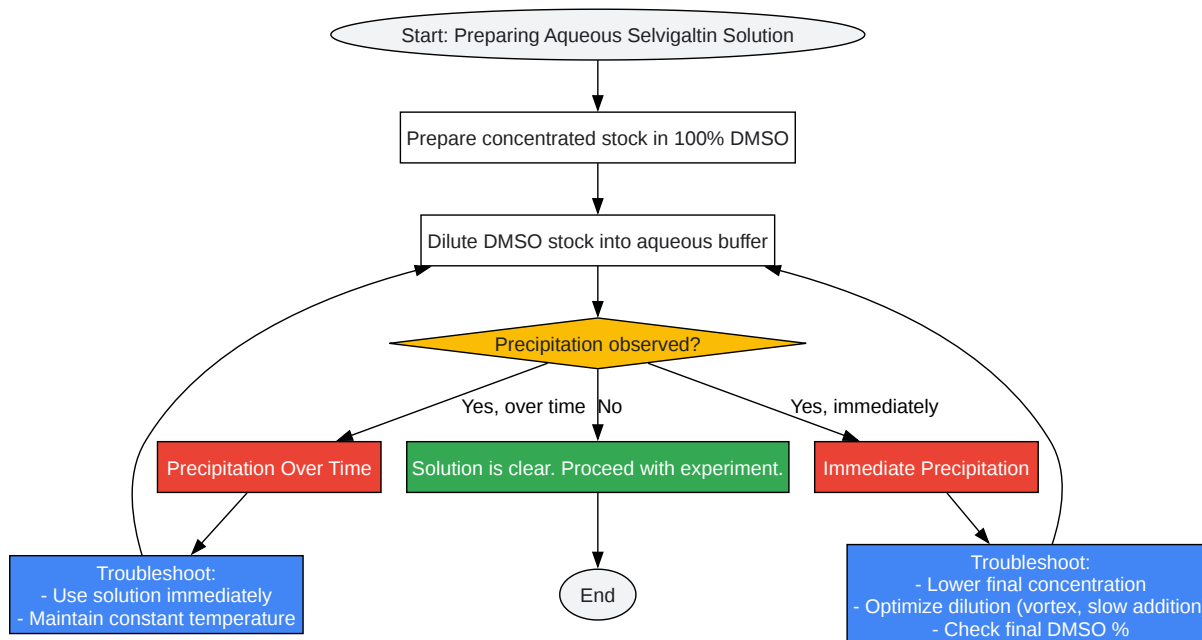 Start: Preparing Aqueous Selvigaltin Solution
Prepare concentrated stock in 100% DMSO
Dilute DMSO stock into aqueous buffer
Precipitation observed?
Yes, over time
No
Yes, immediately
Precipitation Over Time
Solution is clear. Proceed with experiment.
Immediate Precipitation
Troubleshoot:
- Use solution immediately
- Maintain constant temperature
End
Troubleshoot:
- Lower final concentration
- Optimize dilution (vortex, slow addition
- Check final DMSO %